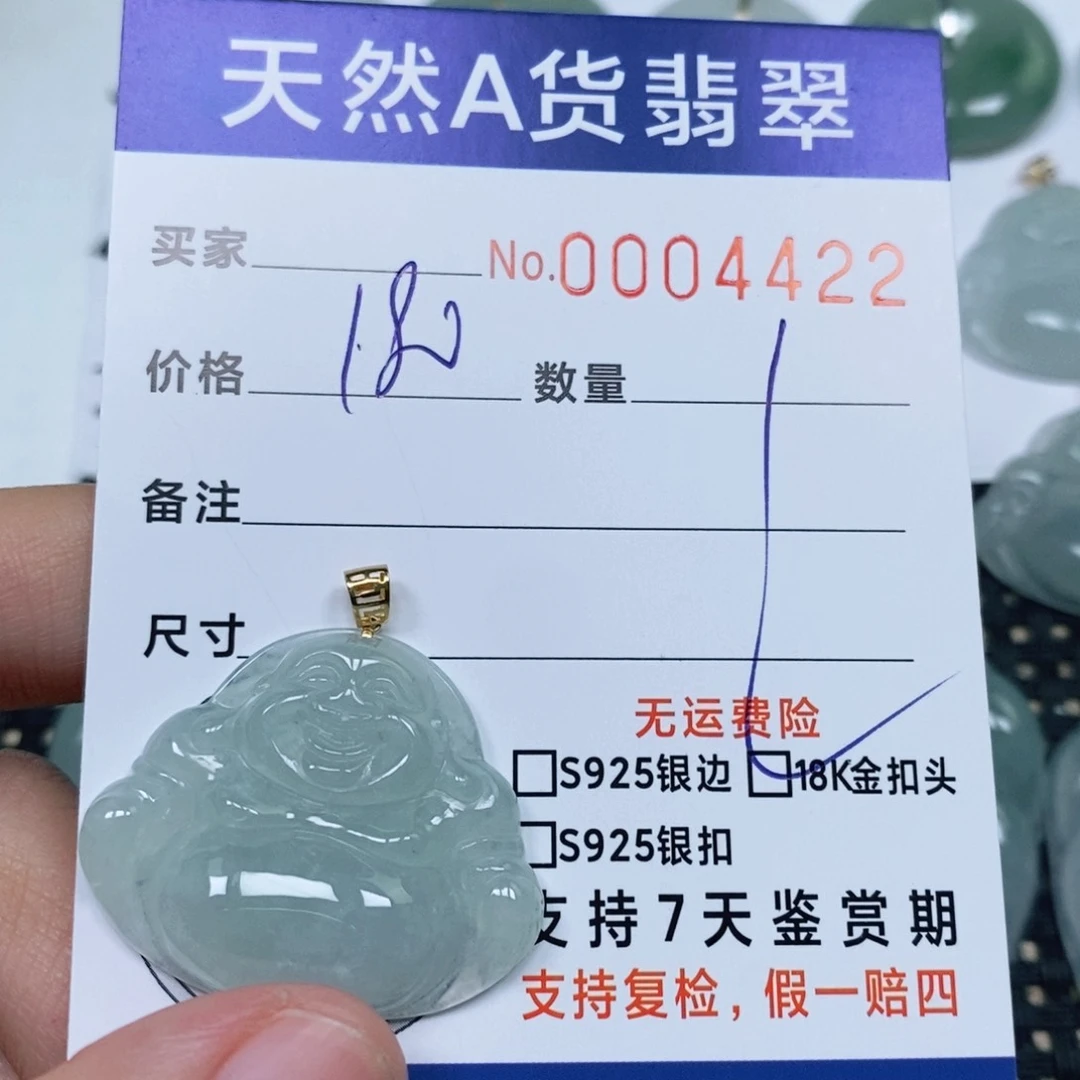 天然A货翡翠
买家 No.0004422
价格 1.80 数量
备注
尺寸
无运费险
□S925银边 □18K金扣头
□S925银扣
支持7天鉴赏期
支持复检，假一赔四